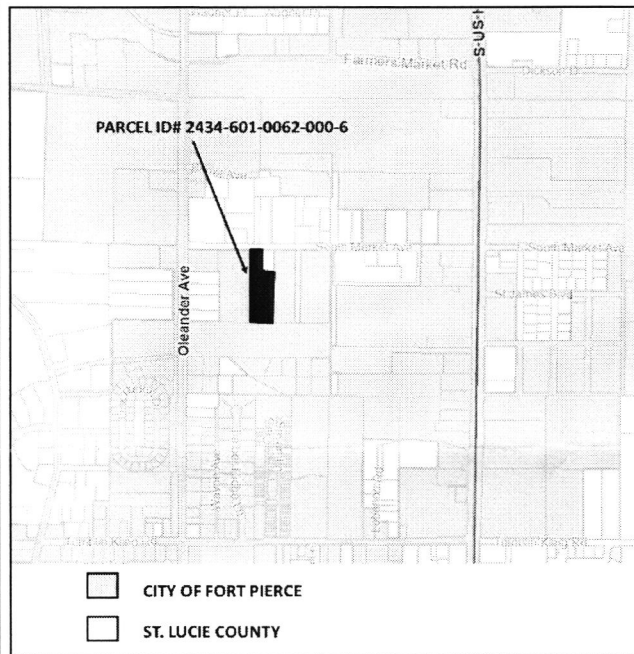 S-US-1
Farmers Market Rd
Dickson D
PARCEL ID# 2434-601-0062-000-6
South Market Ave
South Market Ave
St James Blvd
Oleander Ave
CITY OF FORT PIERCE
ST. LUCIE COUNTY